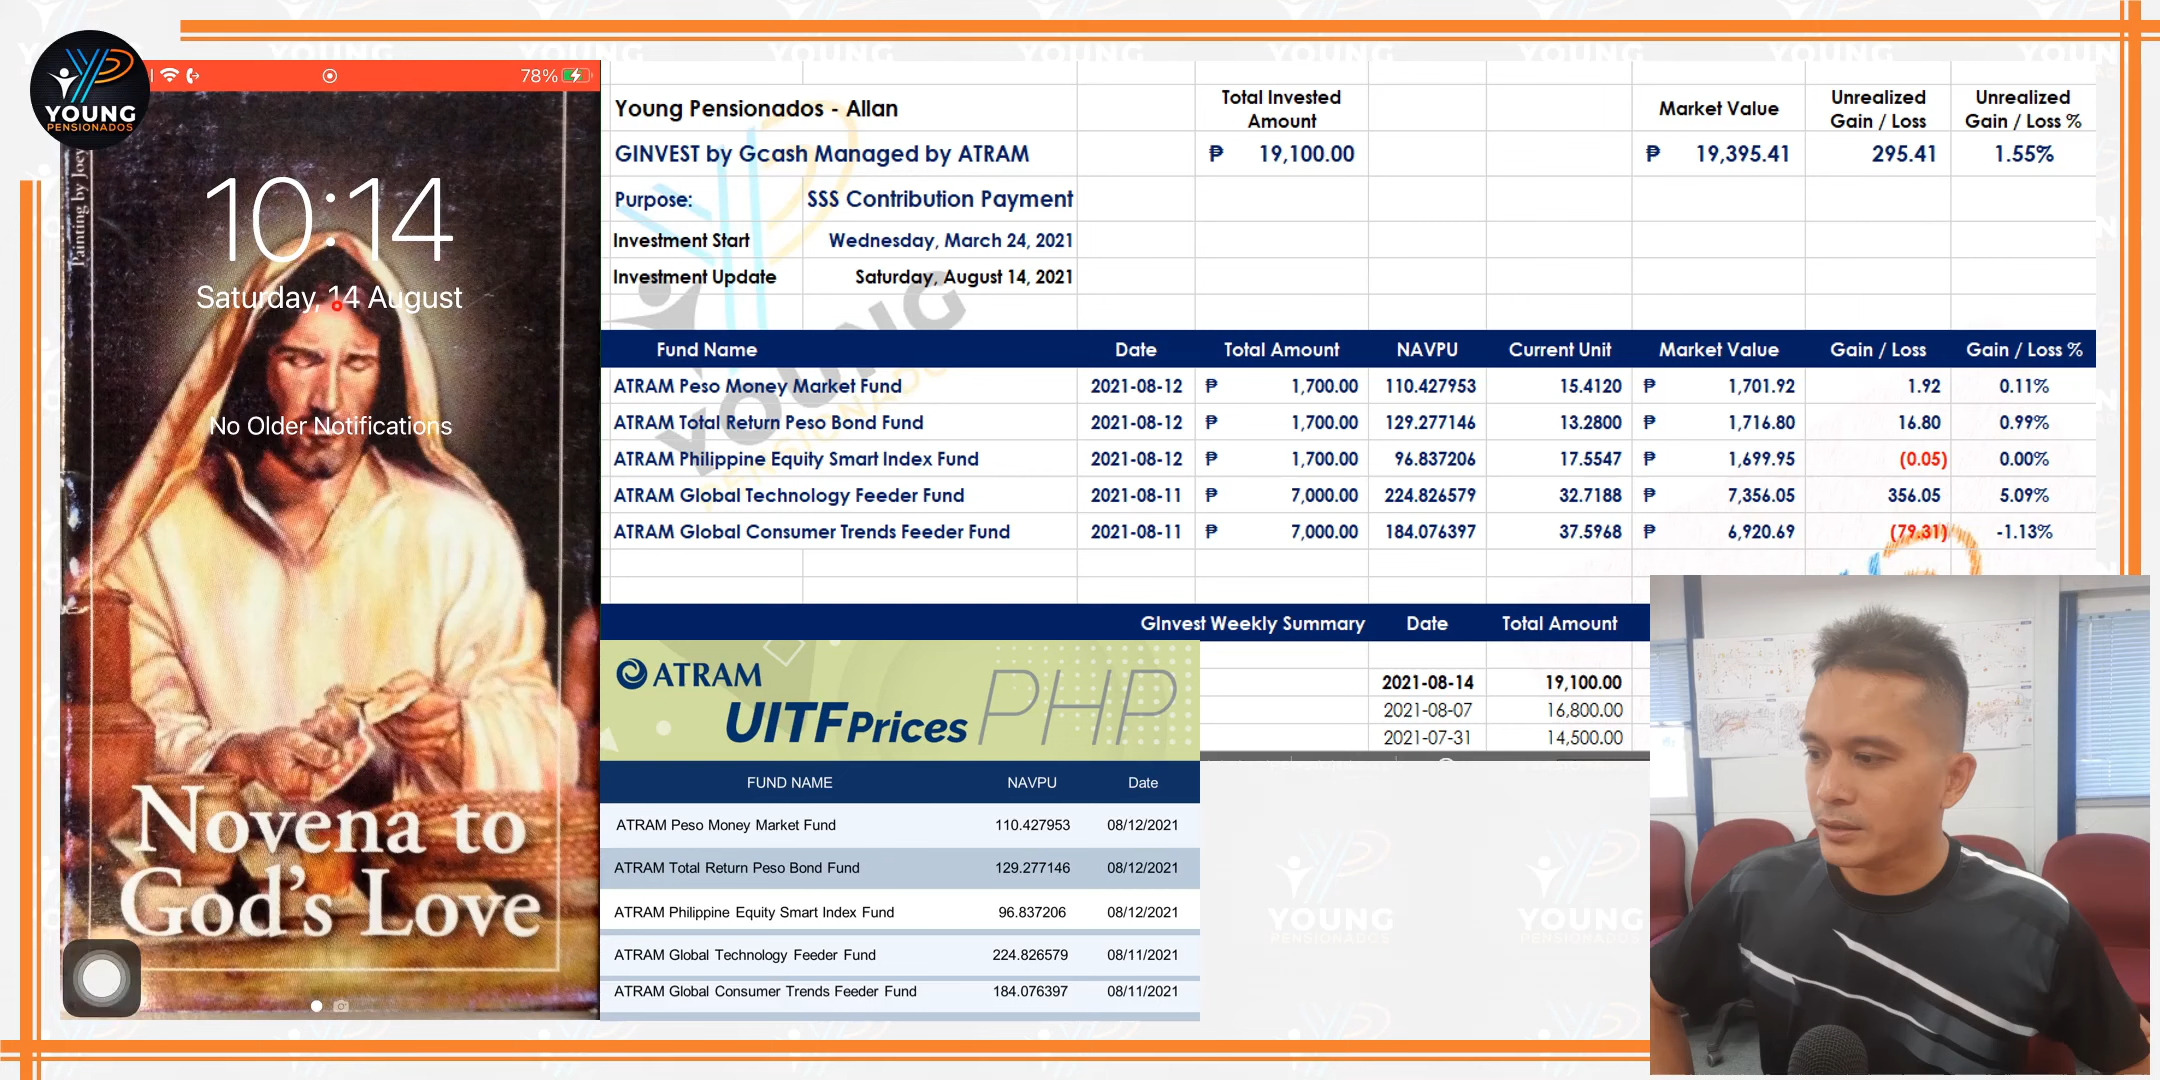 YOUNG
PENSIONADOS
78%
Painting by Joey
10:14
Saturday, 14 August
No Older Notifications
Novena to
God's Love
Young Pensionados - Allan
Total Invested Amount
Market Value
Unrealized Gain / Loss
Unrealized Gain / Loss %
GINVEST by Gcash Managed by ATRAM ₱ 19,100.00 ₱ 19,395.41 295.41 1.55%
Purpose: SSS Contribution Payment
Investment Start Wednesday, March 24, 2021
Investment Update Saturday, August 14, 2021
Fund Name Date Total Amount NAVPU Current Unit Market Value Gain / Loss Gain / Loss %
ATRAM Peso Money Market Fund 2021-08-12 ₱ 1,700.00 110.427953 15.4120 ₱ 1,701.92 1.92 0.11%
ATRAM Total Return Peso Bond Fund 2021-08-12 ₱ 1,700.00 129.277146 13.2800 ₱ 1,716.80 16.80 0.99%
ATRAM Philippine Equity Smart Index Fund 2021-08-12 ₱ 1,700.00 96.837206 17.5547 ₱ 1,699.95 (0.05) 0.00%
ATRAM Global Technology Feeder Fund 2021-08-11 ₱ 7,000.00 224.826579 32.7188 ₱ 7,356.05 356.05 5.09%
ATRAM Global Consumer Trends Feeder Fund 2021-08-11 ₱ 7,000.00 184.076397 37.5968 ₱ 6,920.69 (79.31) -1.13%
GInvest Weekly Summary Date Total Amount
2021-08-14 19,100.00
2021-08-07 16,800.00
2021-07-31 14,500.00
ATRAM
UITF Prices PHP
FUND NAME NAVPU Date
ATRAM Peso Money Market Fund 110.427953 08/12/2021
ATRAM Total Return Peso Bond Fund 129.277146 08/12/2021
ATRAM Philippine Equity Smart Index Fund 96.837206 08/12/2021
ATRAM Global Technology Feeder Fund 224.826579 08/11/2021
ATRAM Global Consumer Trends Feeder Fund 184.076397 08/11/2021
YOUNG
PENSIONADOS
YOUNG
PENSIONADOS